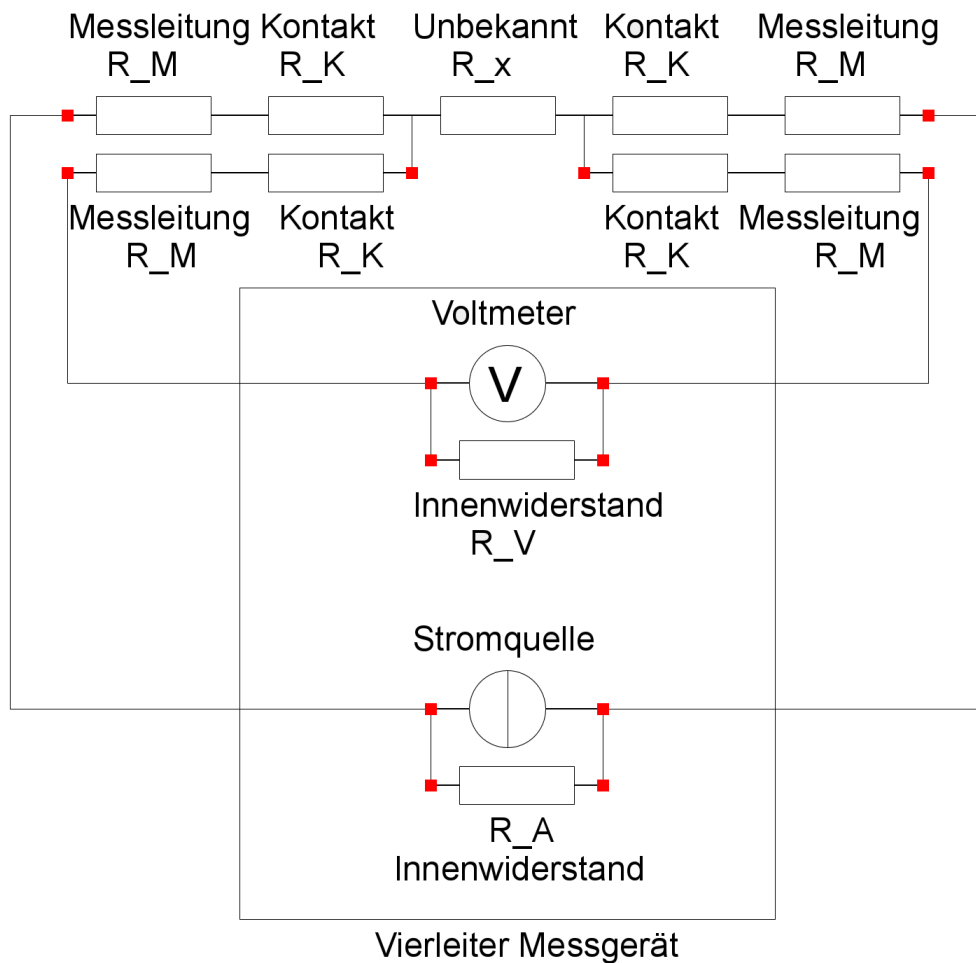 Messleitung Kontakt Unbekannt Kontakt Messleitung
R_M R_K R_x R_K R_M
Messleitung Kontakt Kontakt Messleitung
R_M R_K R_K R_M
Voltmeter
V
Innenwiderstand
R_V
Stromquelle
R_A
Innenwiderstand
Vierleiter Messgerät